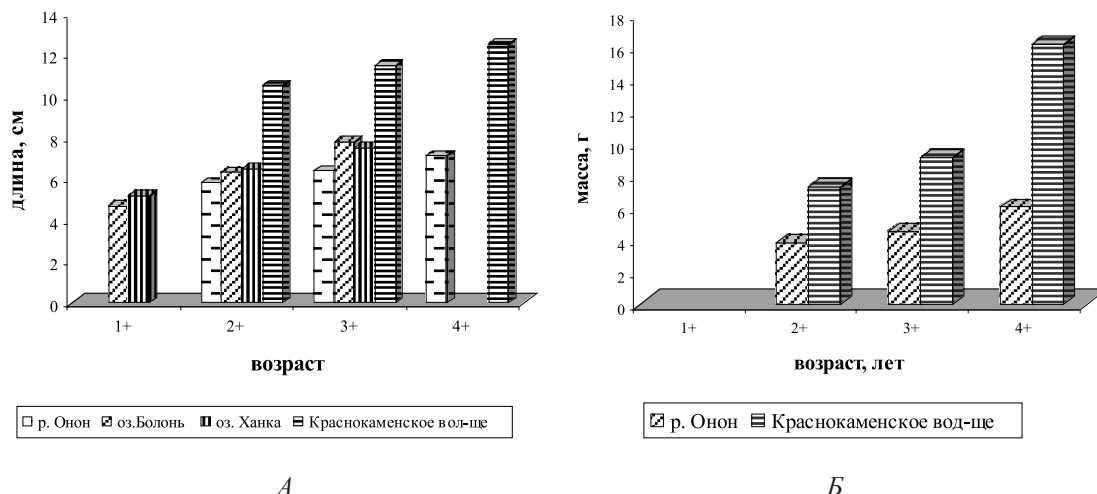 14
12
10
8
6
4
2
0
длина, см
1+ 2+ 3+ 4+
возраст
р. Онон оз.Болонь оз. Ханка Краснокаменское вол-ще
А
18
16
14
12
10
8
6
4
2
0
масса, г
1+ 2+ 3+ 4+
возраст, лет
р. Онон Краснокаменское вод-ще
Б